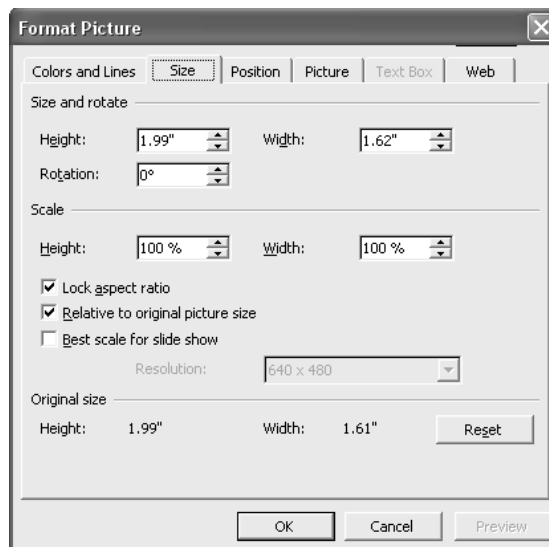 Format Picture
Colors and Lines Size Position Picture Text Box Web
Size and rotate
Height: 1.99" Width: 1.62"
Rotation: 0°
Scale
Height: 100 % Width: 100 %
Lock aspect ratio
Relative to original picture size
Best scale for slide show
Resolution: 640 x 480
Original size
Height: 1.99" Width: 1.61" Reset
OK Cancel Preview